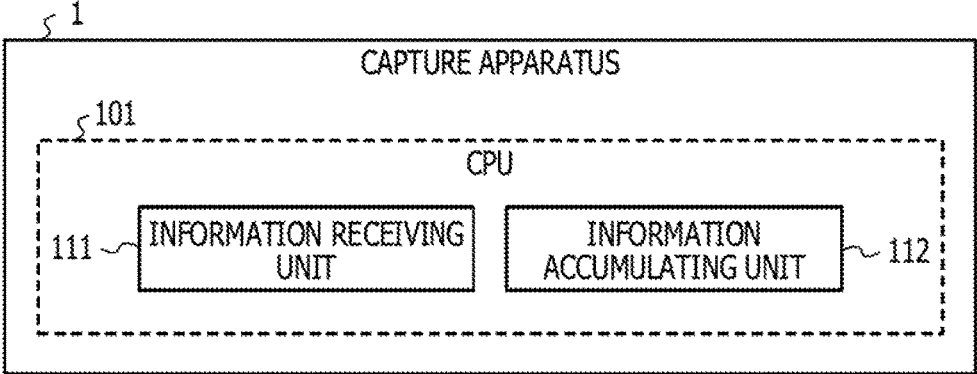 1
CAPTURE APPARATUS
101
CPU
111
INFORMATION RECEIVING
UNIT
INFORMATION
ACCUMULATING UNIT
112